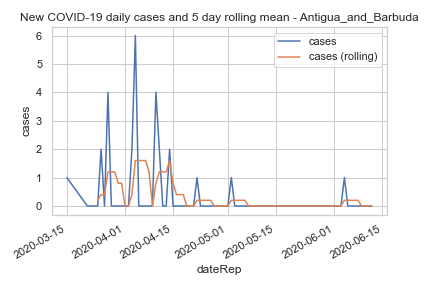 New COVID-19 daily cases and 5 day rolling mean - Antigua_and_Barbuda
cases
cases (rolling)
6
5
4
3
2
1
0
cases
2020-03-15
2020-04-01
2020-04-15
2020-05-01
2020-05-15
2020-06-01
2020-06-15
dateRep